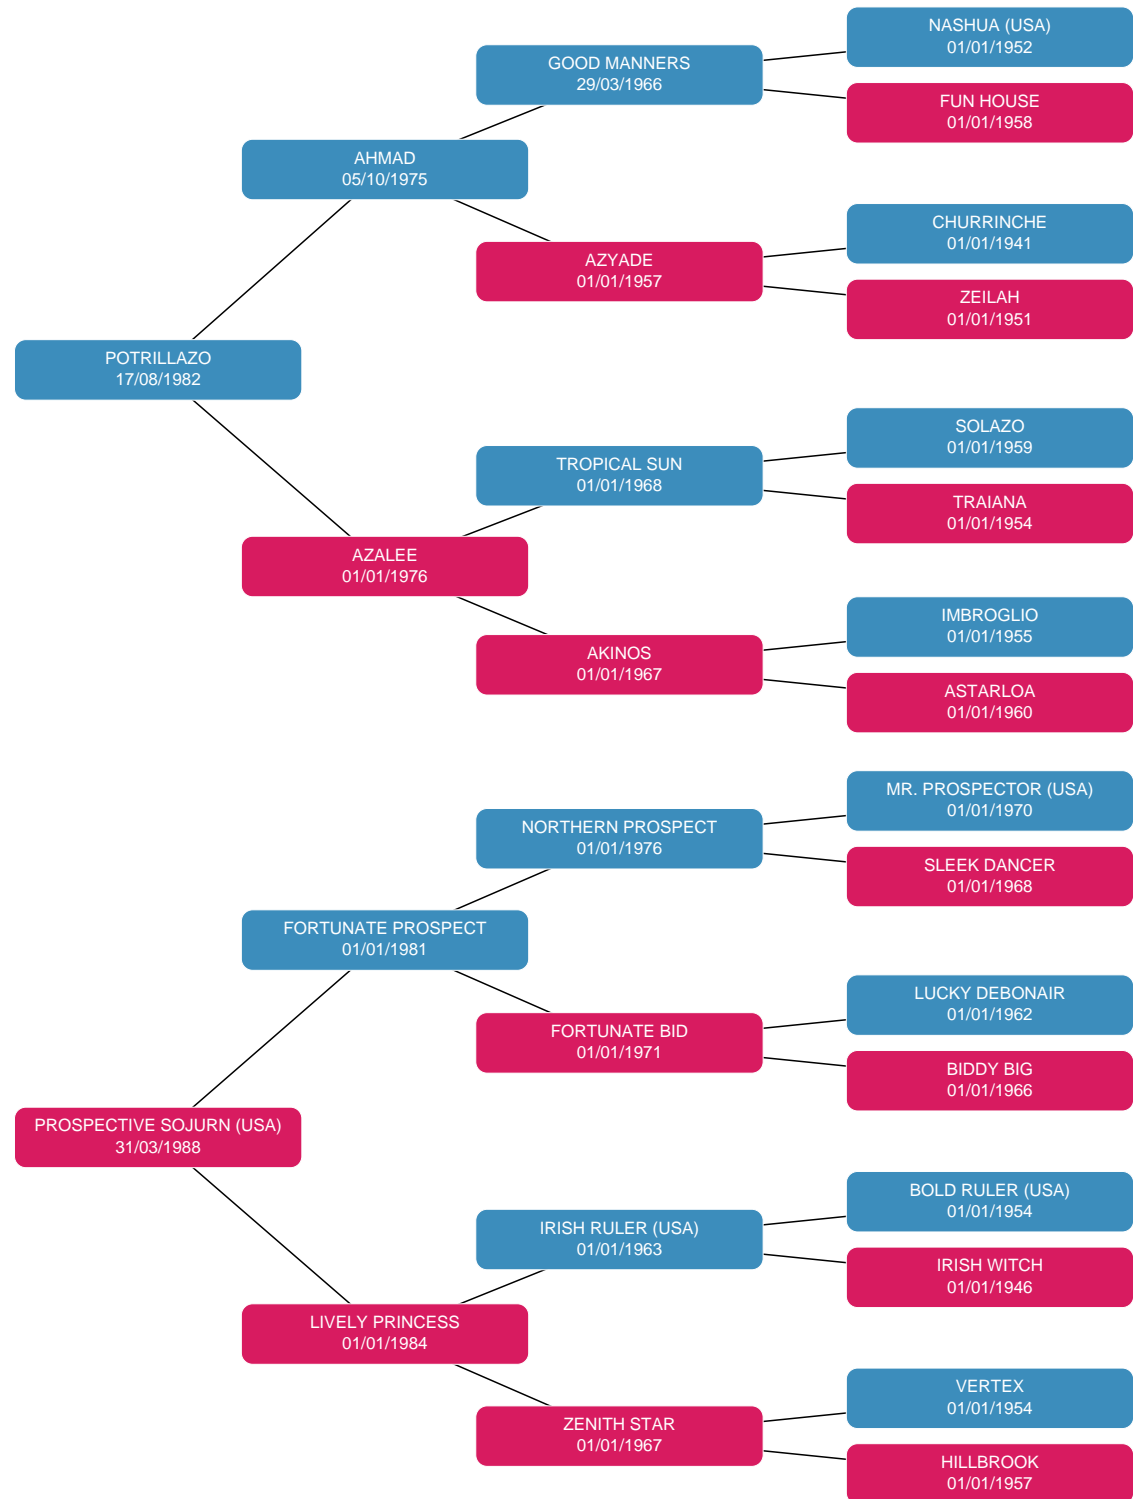 NASHUA (USA)
01/01/1952
GOOD MANNERS
29/03/1966
FUN HOUSE
01/01/1958
AHMAD
05/10/1975
CHURRINCHE
01/01/1941
AZYADE
01/01/1957
ZEILAH
01/01/1951
POTRILLAZO
17/08/1982
SOLAZO
01/01/1959
TROPICAL SUN
01/01/1968
TRAIANA
01/01/1954
AZALEE
01/01/1976
IMBROGLIO
01/01/1955
AKINOS
01/01/1967
ASTARLOA
01/01/1960
MR. PROSPECTOR (USA)
01/01/1970
NORTHERN PROSPECT
01/01/1976
SLEEK DANCER
01/01/1968
FORTUNATE PROSPECT
01/01/1981
LUCKY DEBONAIR
01/01/1962
FORTUNATE BID
01/01/1971
BIDDY BIG
01/01/1966
PROSPECTIVE SOJURN (USA)
31/03/1988
BOLD RULER (USA)
01/01/1954
IRISH RULER (USA)
01/01/1963
IRISH WITCH
01/01/1946
LIVELY PRINCESS
01/01/1984
VERTEX
01/01/1954
ZENITH STAR
01/01/1967
HILLBROOK
01/01/1957